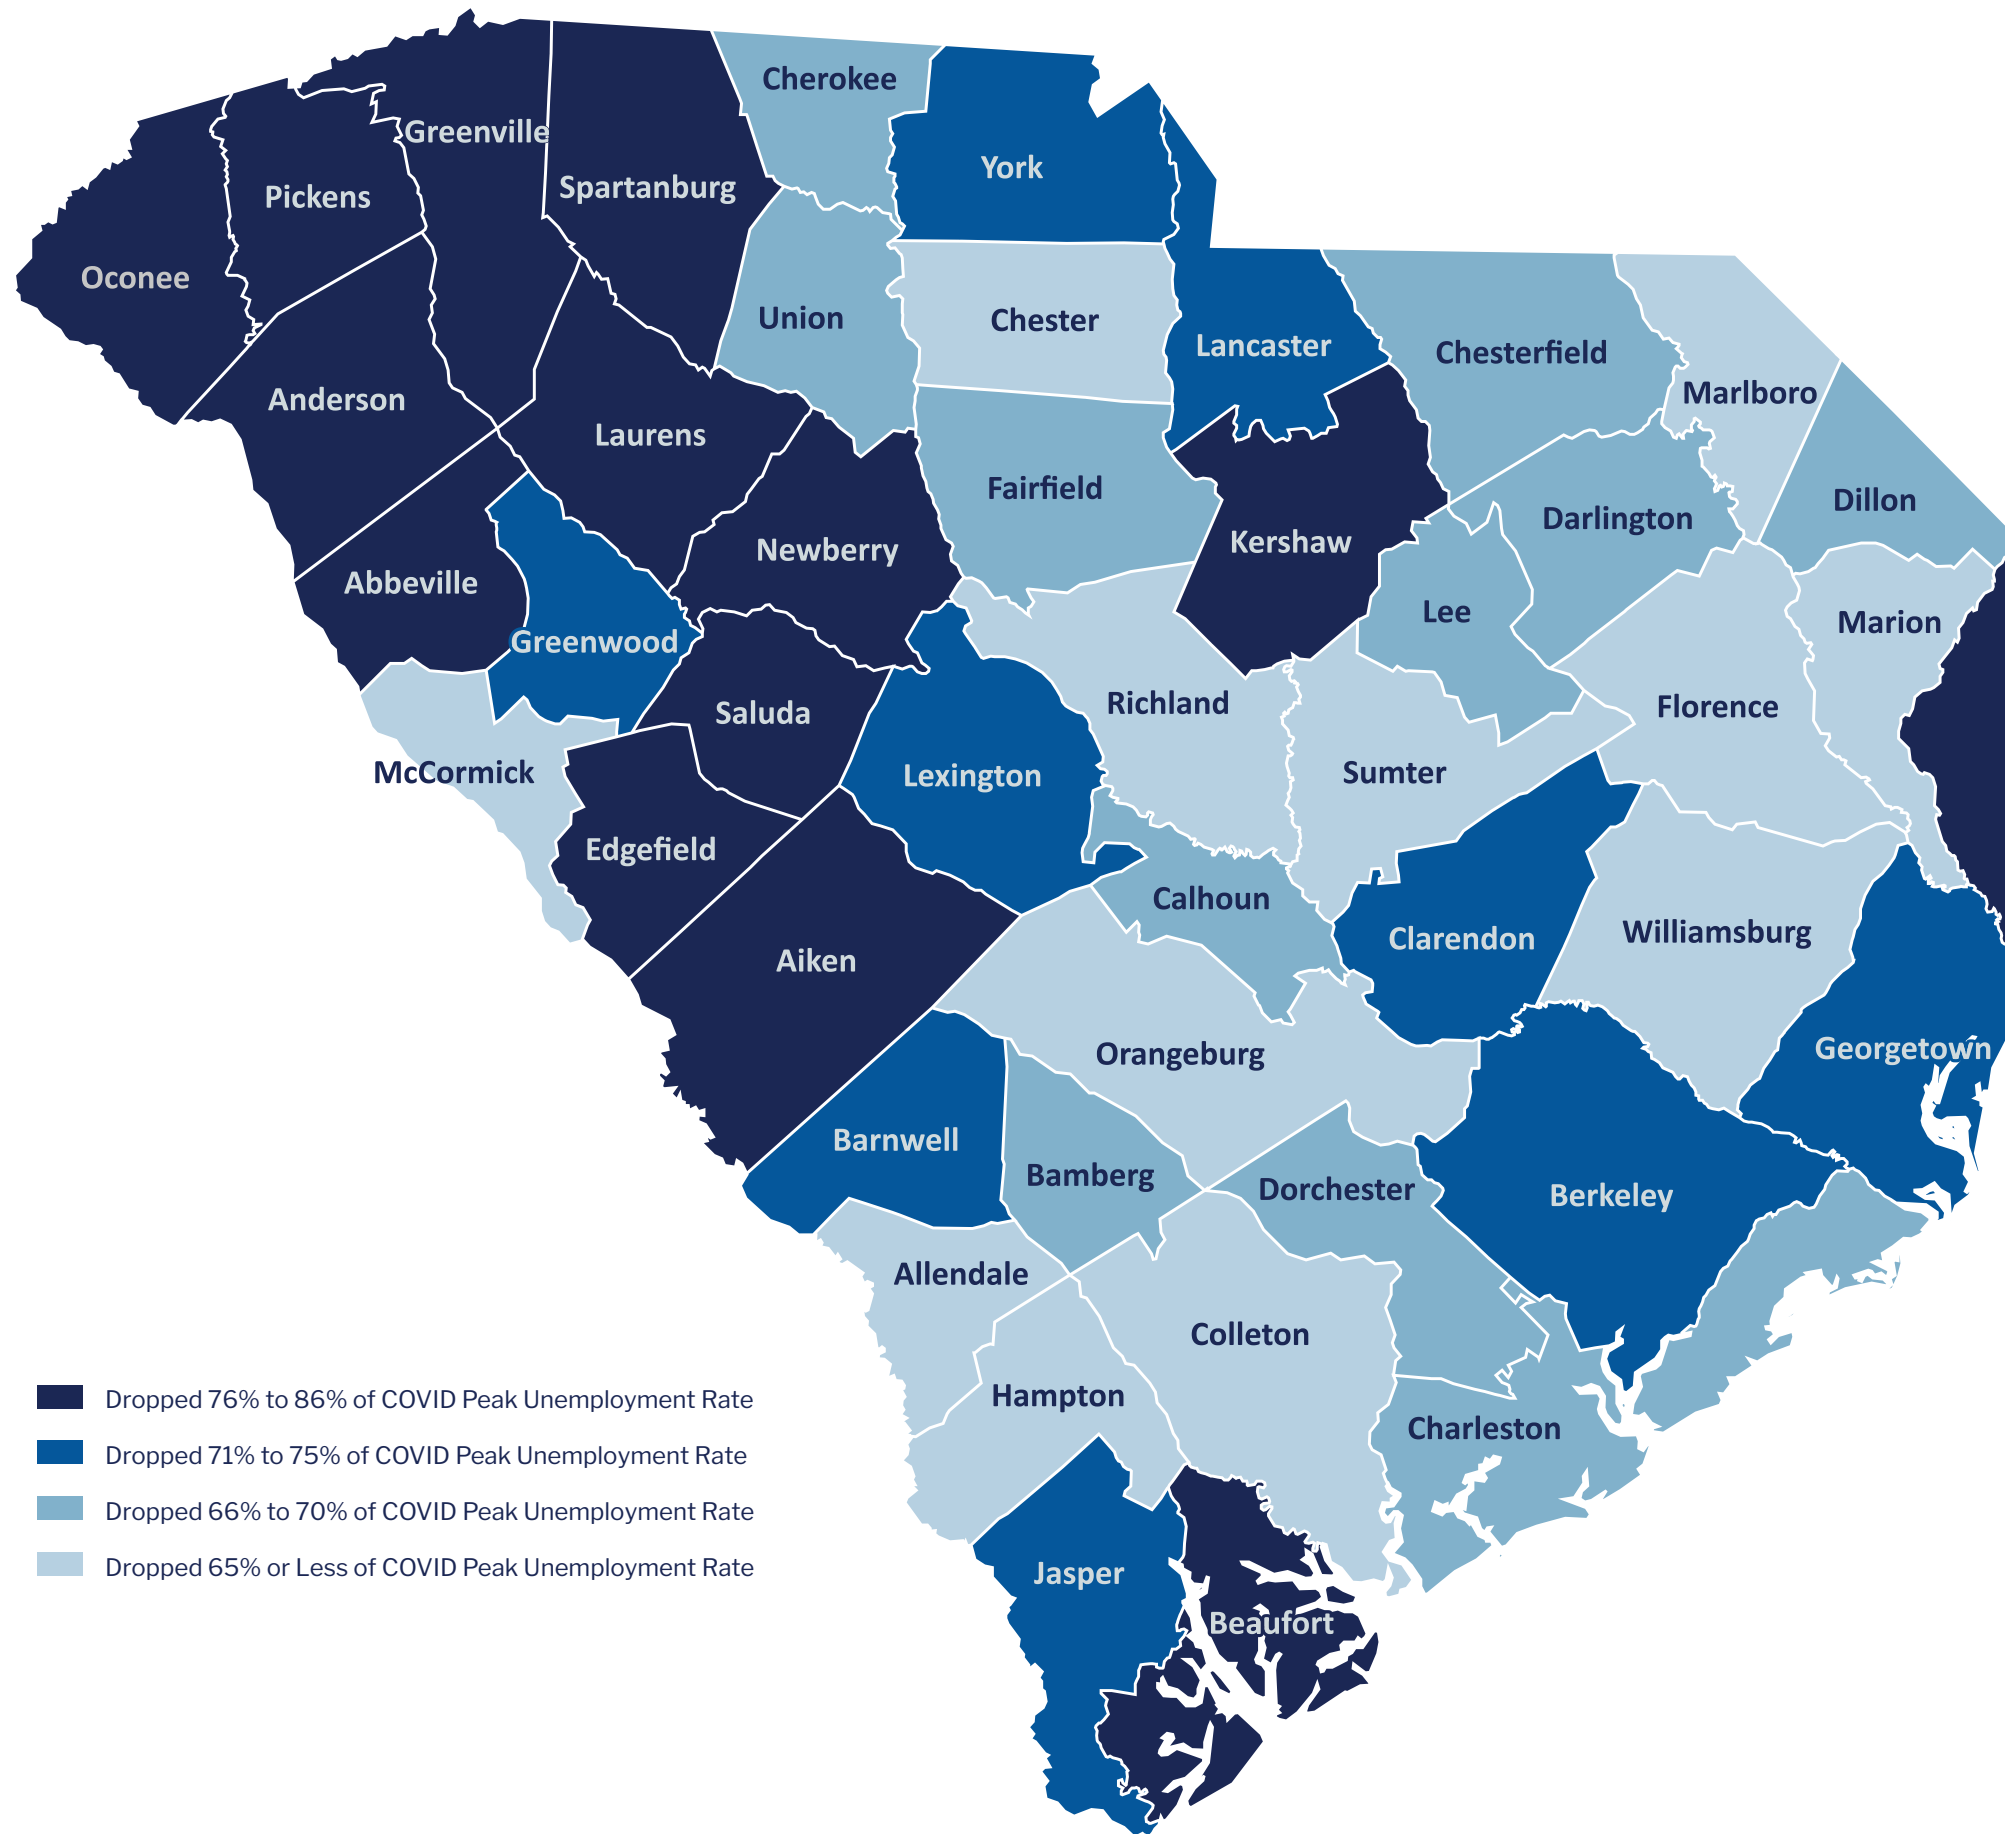 Cherokee
Greenville
York
Spartanburg
Pickens
Oconee
Union
Chester
Lancaster
Chesterfield
Marlboro
Anderson
Laurens
Fairfield
Dillon
Darlington
Kershaw
Newberry
Abbeville
Lee
Marion
Greenwood
Richland
Florence
Saluda
McCormick
Lexington
Sumter
Edgefield
Calhoun
Williamsburg
Clarendon
Aiken
Georgetown
Orangeburg
Barnwell
Bamberg
Dorchester
Berkeley
Allendale
Colleton
Hampton
Charleston
Jasper
Beaufort
Dropped 76% to 86% of COVID Peak Unemployment Rate
Dropped 71% to 75% of COVID Peak Unemployment Rate
Dropped 66% to 70% of COVID Peak Unemployment Rate
Dropped 65% or Less of COVID Peak Unemployment Rate